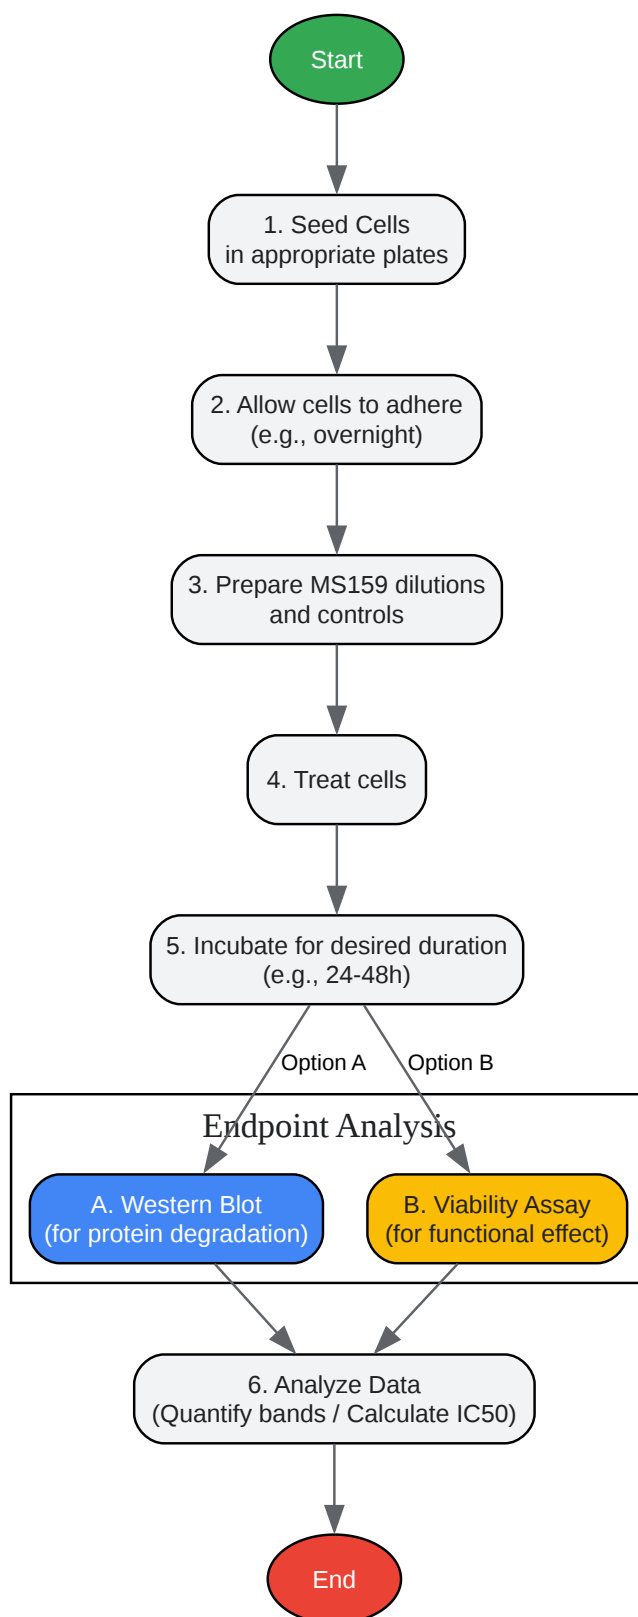 Start
1. Seed Cells
in appropriate plates
2. Allow cells to adhere
(e.g., overnight)
3. Prepare MS159 dilutions
and controls
4. Treat cells
5. Incubate for desired duration
(e.g., 24-48h)
Option A
Option B
Endpoint Analysis
A. Western Blot
(for protein degradation)
B. Viability Assay
(for functional effect)
6. Analyze Data
(Quantify bands / Calculate IC50)
End